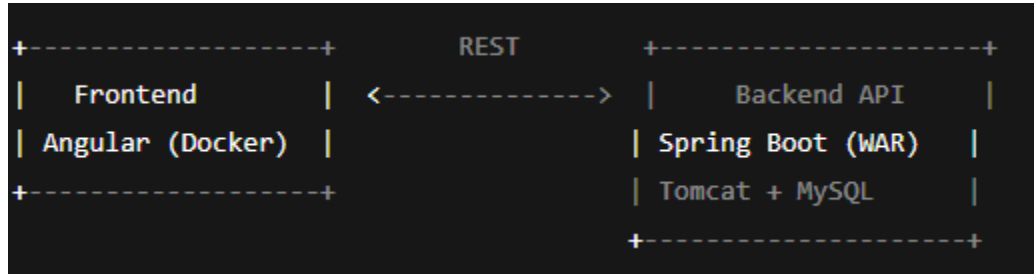 +-------------------+        REST        +---------------------+
|   Frontend        |  <-------------->  |     Backend API     |
| Angular (Docker)  |                   | Spring Boot (WAR)   |
+-------------------+                   | Tomcat + MySQL      |
                                        +---------------------+